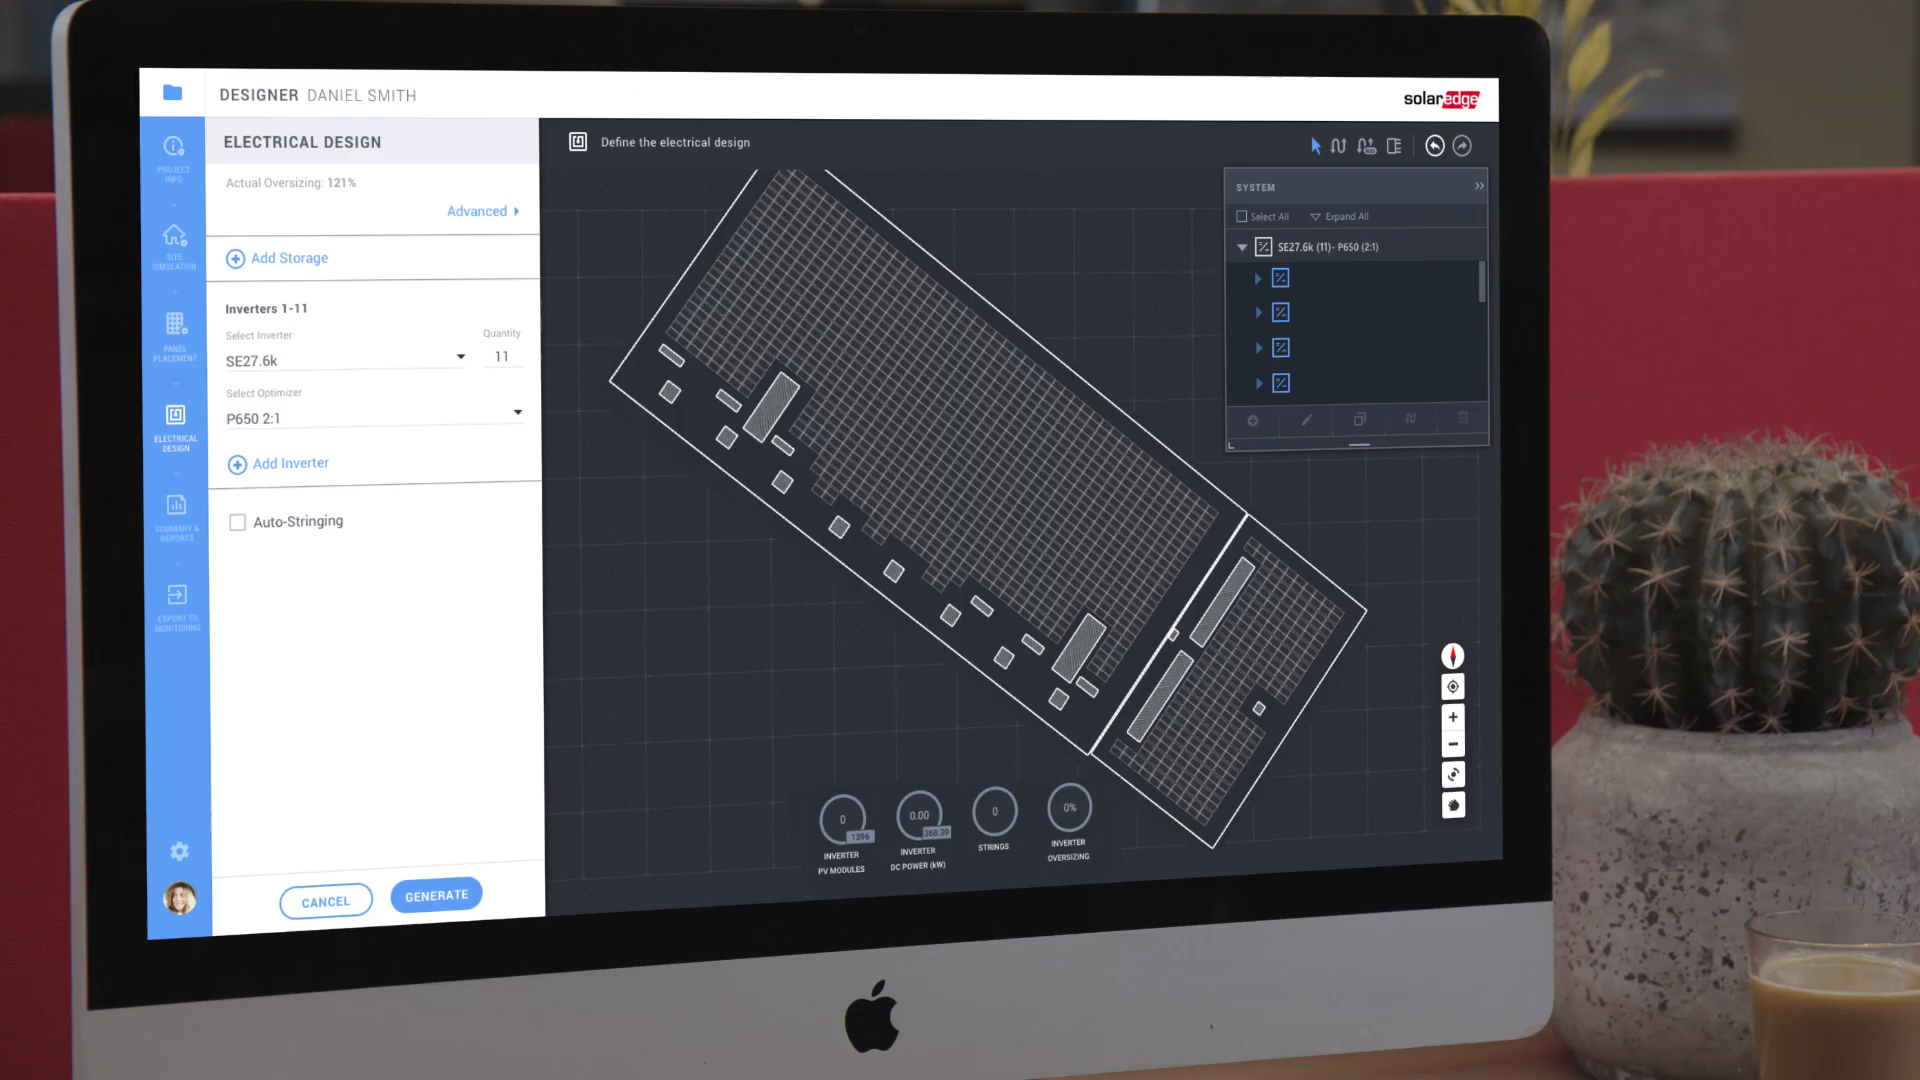 DESIGNER DANIEL SMITH
solaredge
PROJECT
INFO
SITE
SIMULATION
PANEL
PLACEMENT
ELECTRICAL
DESIGN
SUMMARY &
REPORTS
EXPORT TO
MONITORING
ELECTRICAL DESIGN
Actual Oversizing: 121%
Advanced
Add Storage
Inverters 1-11
Select Inverter Quantity
SE27.6k 11
Select Optimizer
P650 2:1
Add Inverter
Auto-Stringing
CANCEL GENERATE
Define the electrical design
SYSTEM
Select All Expand All
SE27.6k (11)- P650 (2:1)
0
1396
INVERTER
PV MODULES
0.00
368.39
INVERTER
DC POWER (kW)
0
STRINGS
0%
INVERTER
OVERSIZING